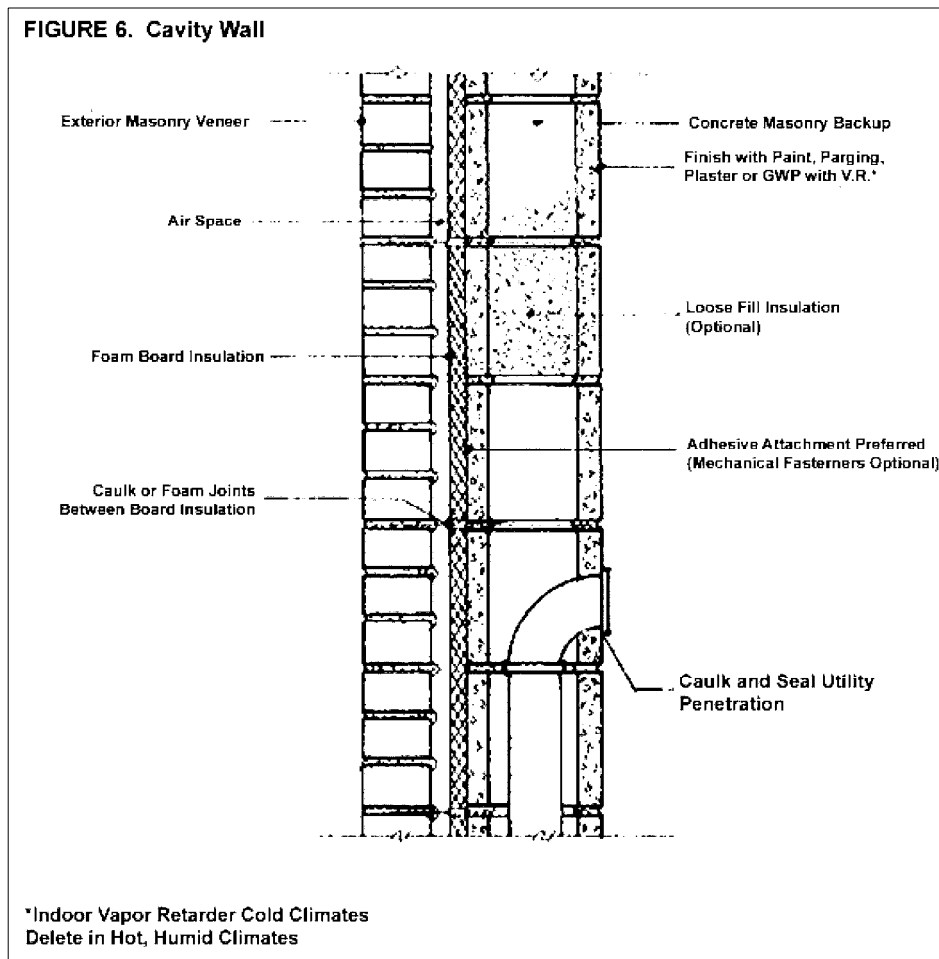 FIGURE 6. Cavity Wall
Exterior Masonry Veneer
Concrete Masonry Backup
Finish with Paint, Parging,
Plaster or GWP with V.R.*
Air Space
Loose Fill Insulation
(Optional)
Foam Board Insulation
Adhesive Attachment Preferred
(Mechanical Fasterners Optional)
Caulk or Foam Joints
Between Board Insulation
Caulk and Seal Utility
Penetration
*Indoor Vapor Retarder Cold Climates
Delete in Hot, Humid Climates